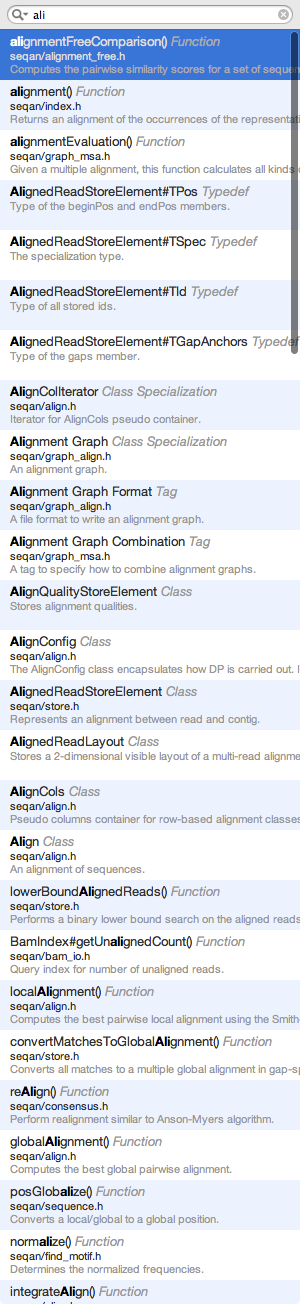 ali
alignmentFreeComparison() Function
seqan/alignment_free.h
Computes the pairwise similarity scores for a set of sequen
alignment() Function
seqan/index.h
Returns an alignment of the occurrences of the representati
alignmentEvaluation() Function
seqan/graph_msa.h
Given a multiple alignment, this function calculates all kinds o
AlignedReadStoreElement#TPos Typedef
Type of the beginPos and endPos members.
AlignedReadStoreElement#TSpec Typedef
The specialization type.
AlignedReadStoreElement#TId Typedef
Type of all stored ids.
AlignedReadStoreElement#TGapAnchors Typedef
Type of the gaps member.
AlignColIterator Class Specialization
seqan/align.h
Iterator for AlignCols pseudo container.
Alignment Graph Class Specialization
seqan/graph_align.h
An alignment graph.
Alignment Graph Format Tag
seqan/graph_align.h
A file format to write an alignment graph.
Alignment Graph Combination Tag
seqan/graph_msa.h
A tag to specify how to combine alignment graphs.
AlignQualityStoreElement Class
Stores alignment qualities.
AlignConfig Class
seqan/align.h
The AlignConfig class encapsulates how DP is carried out. I
AlignedReadStoreElement Class
seqan/store.h
Represents an alignment between read and contig.
AlignedReadLayout Class
Stores a 2-dimensional visible layout of a multi-read alignme
AlignCols Class
seqan/align.h
Pseudo columns container for row-based alignment classes
Align Class
seqan/align.h
An alignment of sequences.
lowerBoundAlignedReads() Function
seqan/store.h
Performs a binary lower bound search on the aligned reads
BamIndex#getUnalignedCount() Function
seqan/bam_io.h
Query index for number of unaligned reads.
localAlignment() Function
seqan/align.h
Computes the best pairwise local alignment using the Smith
convertMatchesToGlobalAlignment() Function
seqan/store.h
Converts all matches to a multiple global alignment in gap-sp
reAlign() Function
seqan/consensus.h
Perform realignment similar to Anson-Myers algorithm.
globalAlignment() Function
seqan/align.h
Computes the best global pairwise alignment.
posGlobalize() Function
seqan/sequence.h
Converts a local/global to a global position.
normalize() Function
seqan/find_motif.h
Determines the normalized frequencies.
integrateAlign() Function